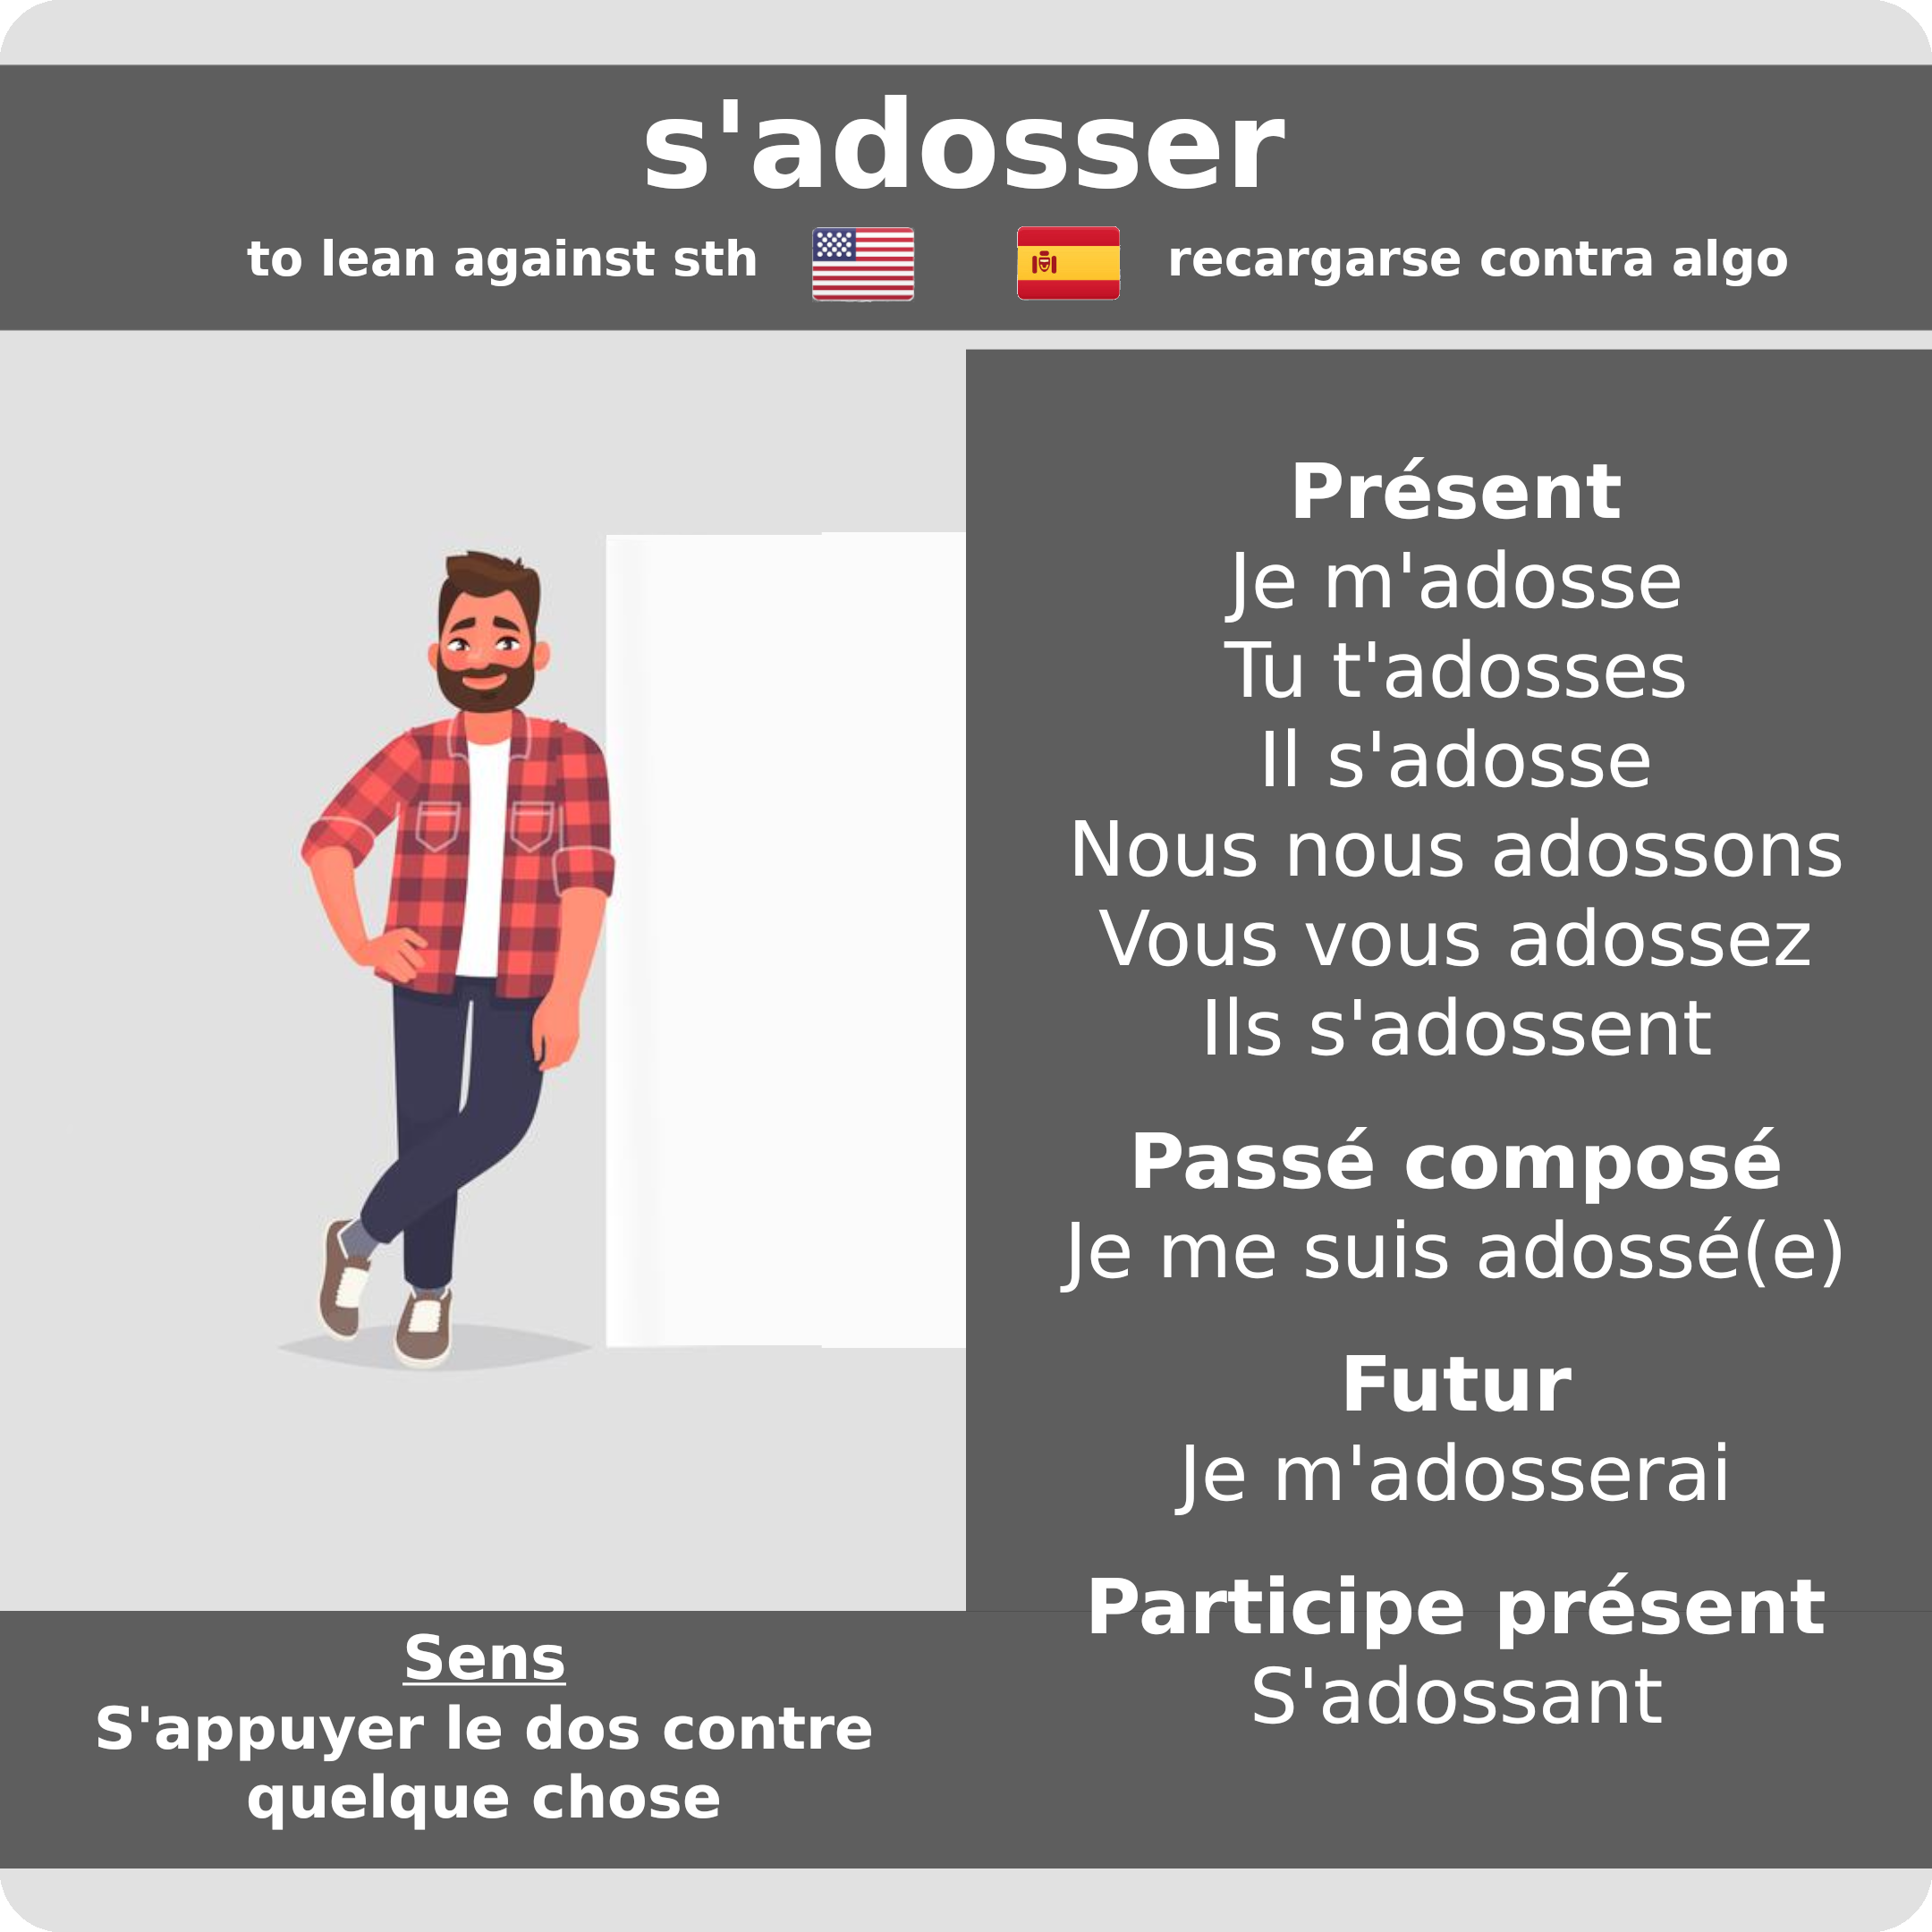 s'adosser
to lean against sth
recargarse contra algo
Présent
Je m'adosse
Tu t'adosses
Il s'adosse
Nous nous adossons
Vous vous adossez
Ils s'adossent
Passé composé
Je me suis adossé(e)
Futur
Je m'adosserai
Participe présent
S'adossant
Sens
S'appuyer le dos contre
quelque chose